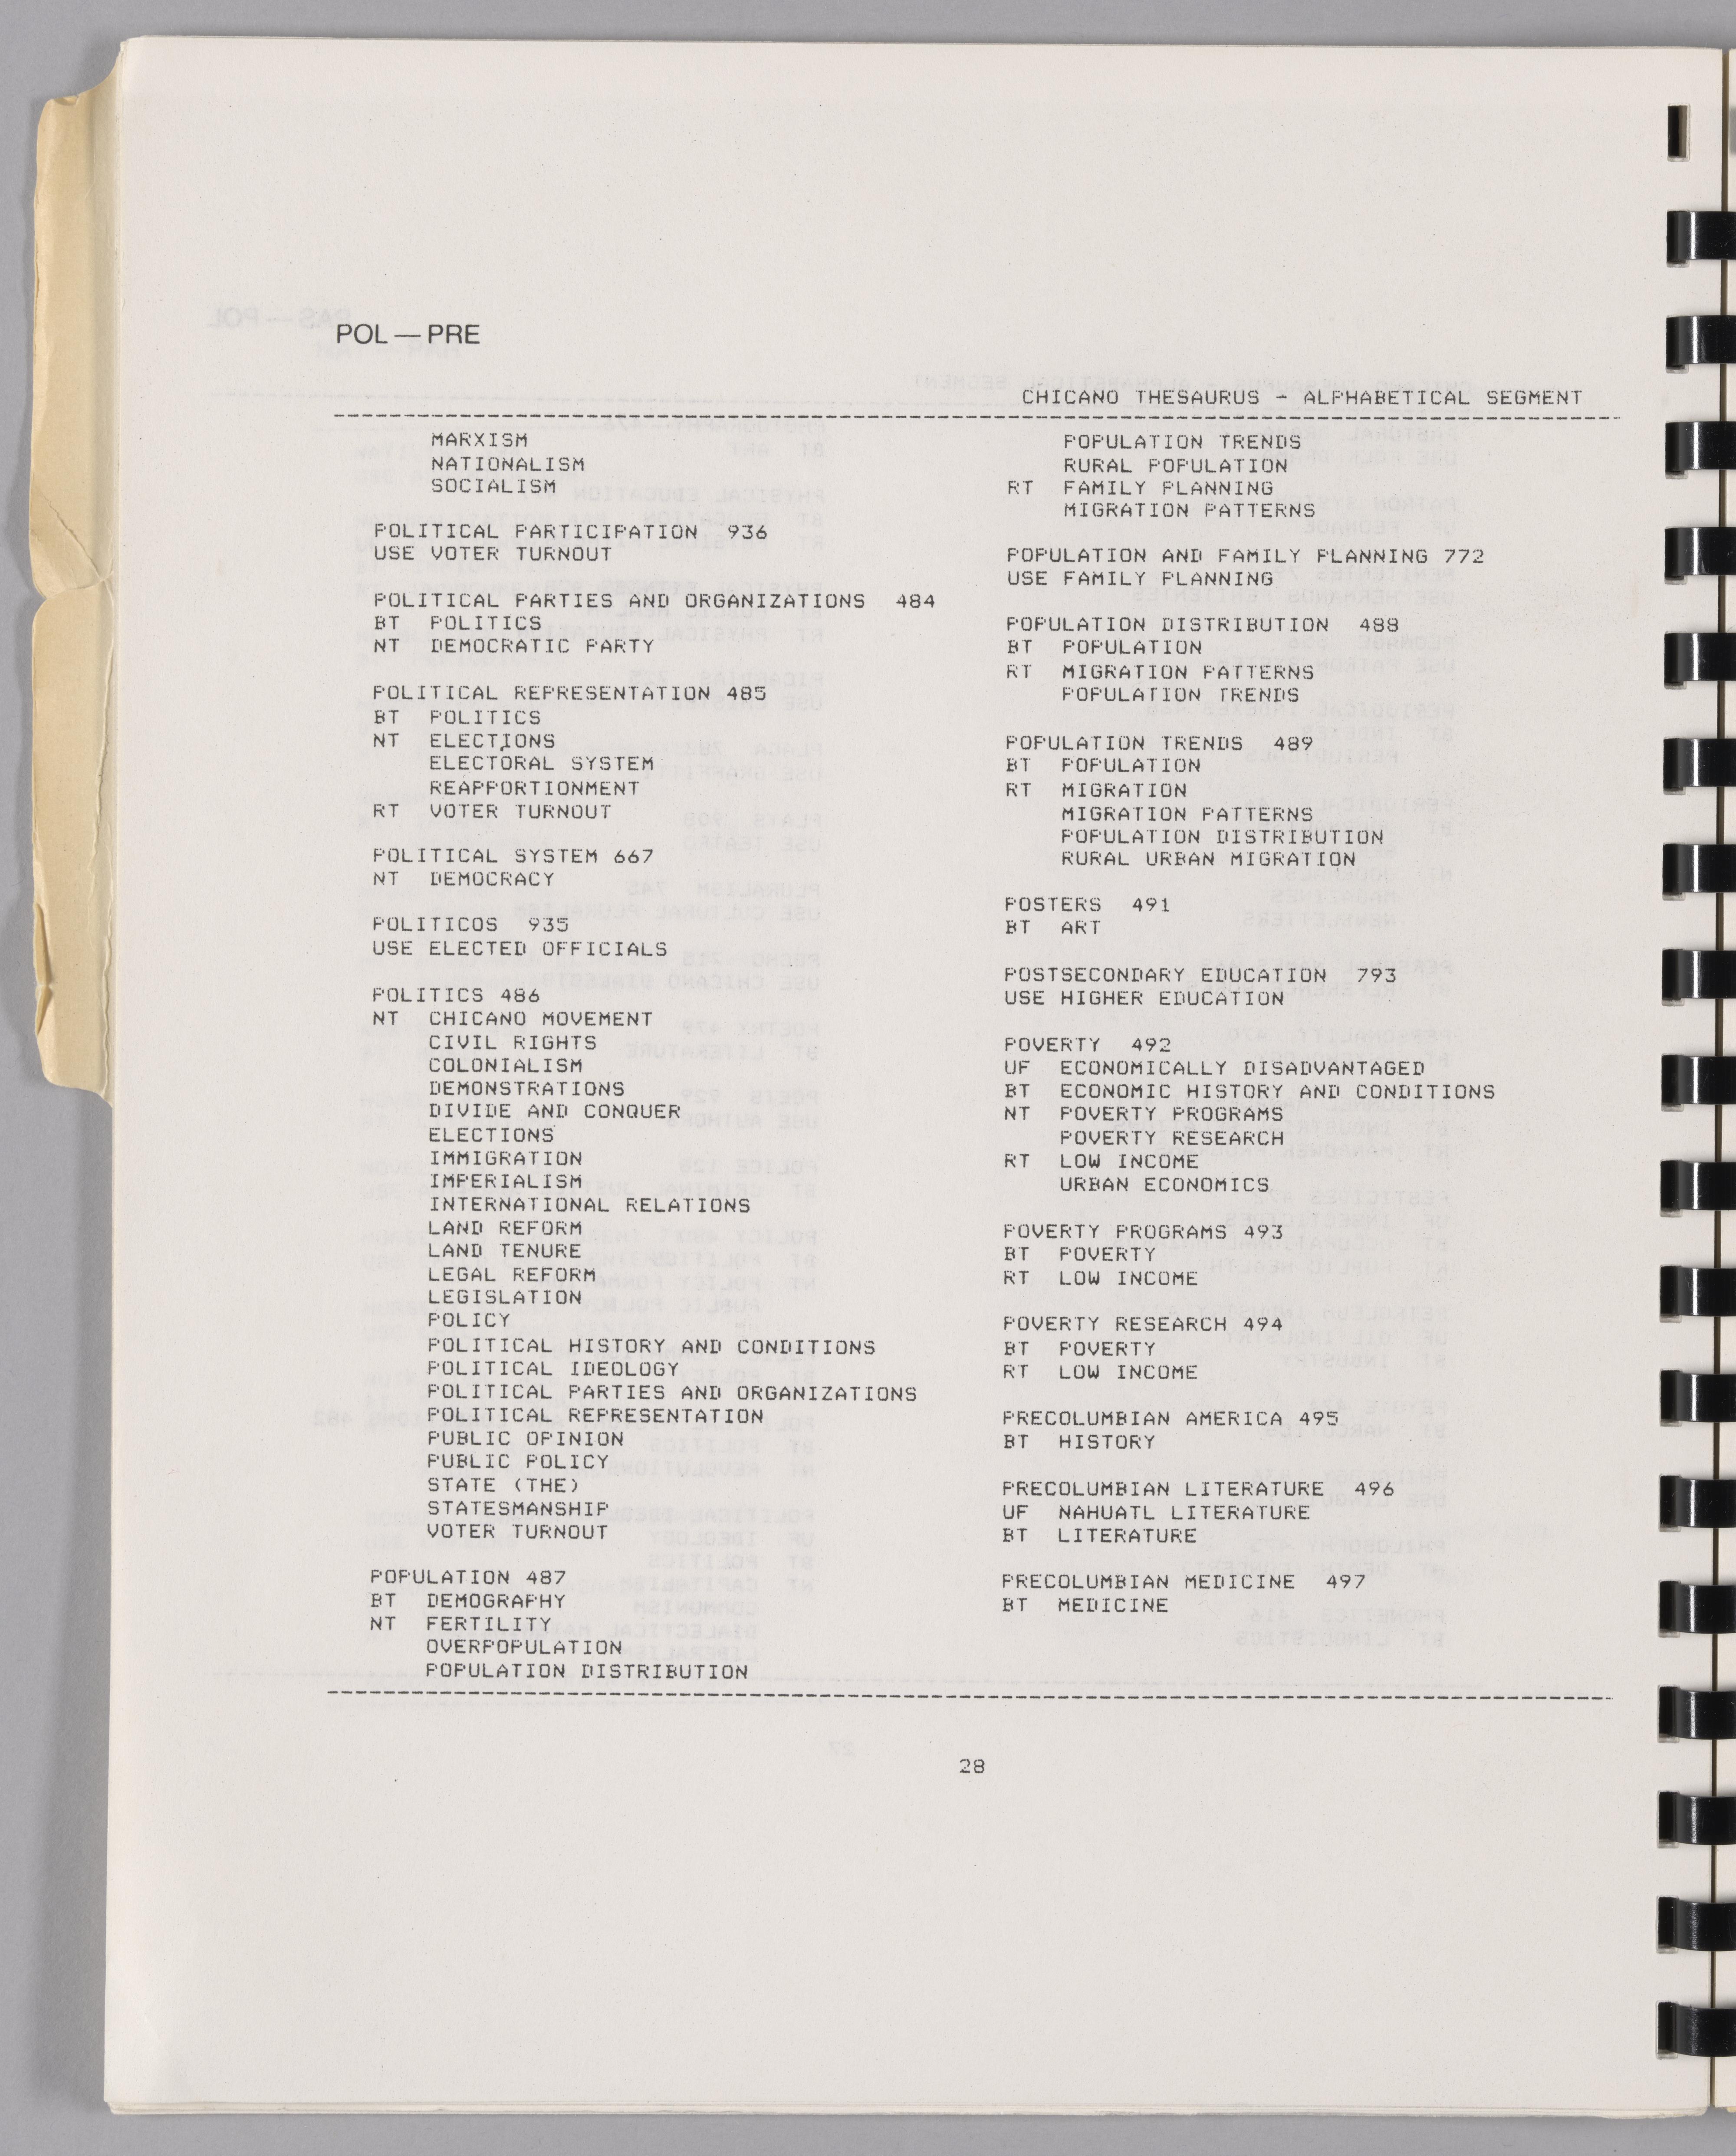 POL — PRE
CHICANO THESAURUS - ALPHABETICAL SEGMENT
MARXISM
NATIONALISM
SOCIALISM
POLITICAL PARTICIPATION 936
USE VOTER TURNOUT
POLITICAL PARTIES AND ORGANIZATIONS 484
BT POLITICS
NT DEMOCRATIC PARTY
POLITICAL REPRESENTATION 485
BT POLITICS
NT ELECTIONS
ELECTORAL SYSTEM
REAPPORTIONMENT
RT VOTER TURNOUT
POLITICAL SYSTEM 667
NT DEMOCRACY
POLITICOS 935
USE ELECTED OFFICIALS
POLITICS 486
NT CHICANO MOVEMENT
CIVIL RIGHTS
COLONIALISM
DEMONSTRATIONS
DIVIDE AND CONQUER
ELECTIONS
IMMIGRATION
IMPERIALISM
INTERNATIONAL RELATIONS
LAND REFORM
LAND TENURE
LEGAL REFORM
LEGISLATION
POLICY
POLITICAL HISTORY AND CONDITIONS
POLITICAL IDEOLOGY
POLITICAL PARTIES AND ORGANIZATIONS
POLITICAL REPRESENTATION
PUBLIC OPINION
PUBLIC POLICY
STATE (THE)
STATESMANSHIP
VOTER TURNOUT
POPULATION 487
BT DEMOGRAPHY
NT FERTILITY
OVERPOPULATION
POPULATION DISTRIBUTION
POPULATION TRENDS
RURAL POPULATION
RT FAMILY PLANNING
MIGRATION PATTERNS
POPULATION AND FAMILY PLANNING 772
USE FAMILY PLANNING
POPULATION DISTRIBUTION 488
BT POPULATION
RT MIGRATION PATTERNS
POPULATION TRENDS
POPULATION TRENDS 489
BT POPULATION
RT MIGRATION
MIGRATION PATTERNS
POPULATION DISTRIBUTION
RURAL URBAN MIGRATION
POSTERS 491
BT ART
POSTSECONDARY EDUCATION 793
USE HIGHER EDUCATION
POVERTY 492
UF ECONOMICALLY DISADVANTAGED
BT ECONOMIC HISTORY AND CONDITIONS
NT POVERTY PROGRAMS
POVERTY RESEARCH
RT LOW INCOME
URBAN ECONOMICS
POVERTY PROGRAMS 493
BT POVERTY
RT LOW INCOME
POVERTY RESEARCH 494
BT POVERTY
RT LOW INCOME
PRECOLUMBIAN AMERICA 495
BT HISTORY
PRECOLUMBIAN LITERATURE 496
UF NAHUATL LITERATURE
BT LITERATURE
PRECOLUMBIAN MEDICINE 497
BT MEDICINE
28